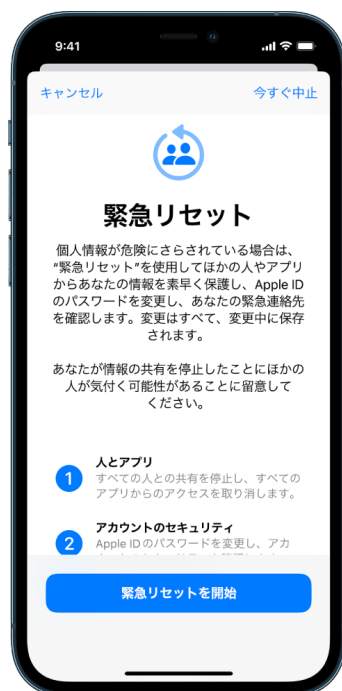 9:41
キャンセル
今すぐ中止
緊急リセット
個人情報が危険にさらされている場合は、
“緊急リセット”を使用してほかの人やアプリ
からあなたの情報を素早く保護し、Apple ID
のパスワードを変更し、あなたの緊急連絡先
を確認します。変更はすべて、変更中に保存
されます。
あなたが情報の共有を停止したことにほかの
人が気付く可能性があることに留意して
ください。
1
人とアプリ
すべての人との共有を停止し、すべての
アプリからのアクセスを取り消します。
2
アカウントのセキュリティ
Apple IDのパスワードを変更し、アカ
緊急リセットを開始